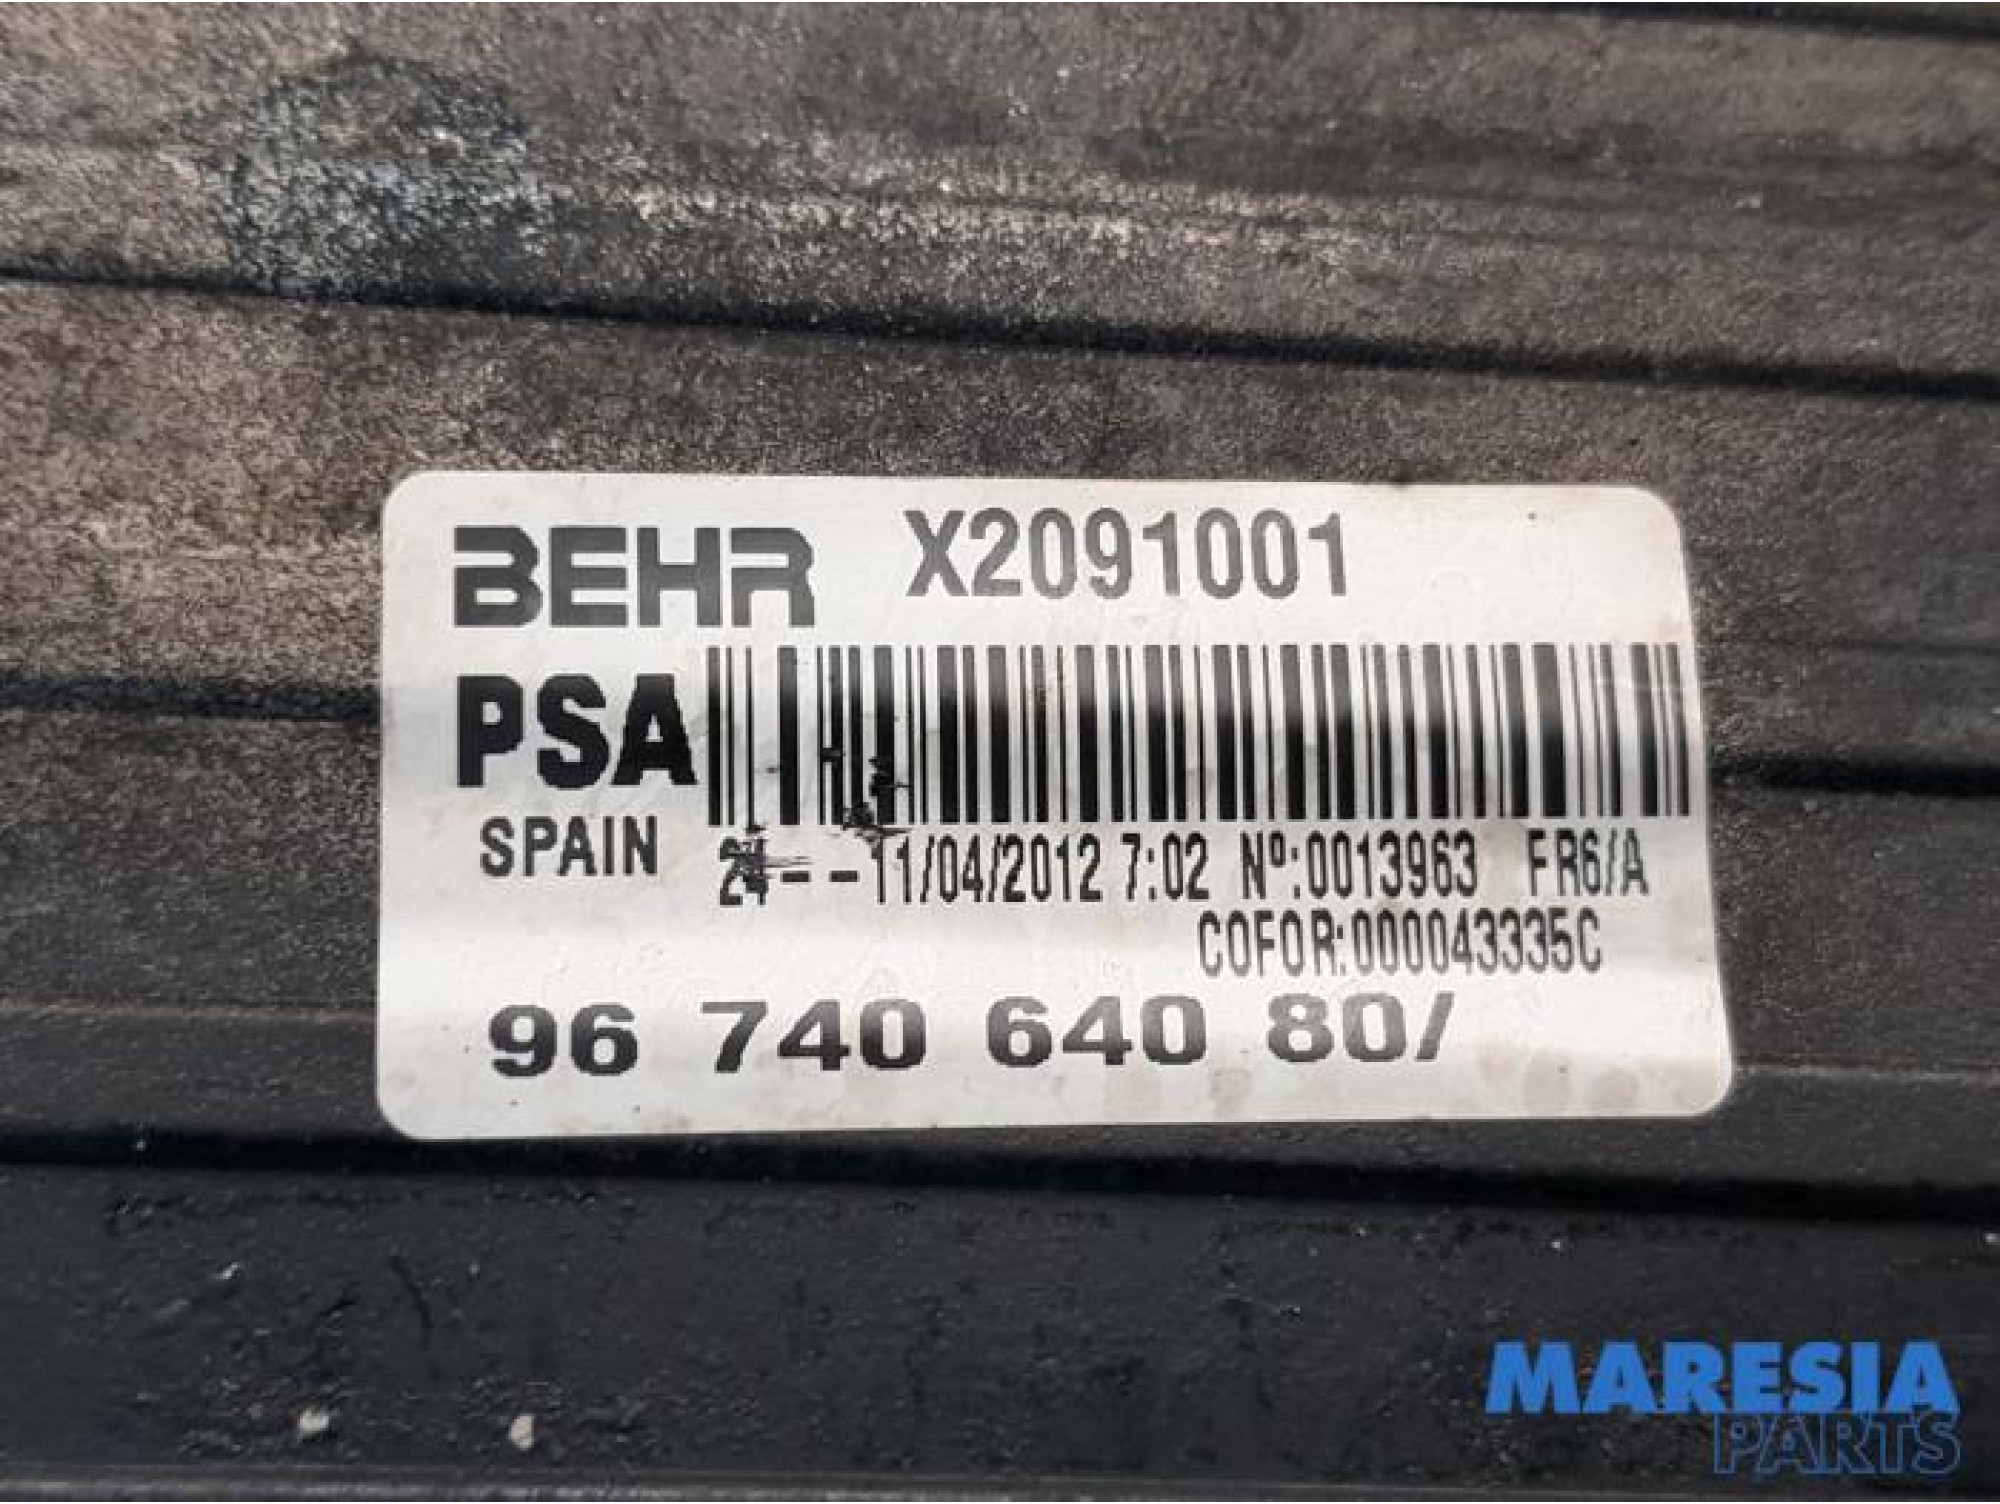 BEHR X2091001
PSA
SPAIN 24-- --11/04/2012 7:02 Nº:0013963 FR6/A
COFOR:000043335C
96 740 640 80/
MARESIA
PARTS